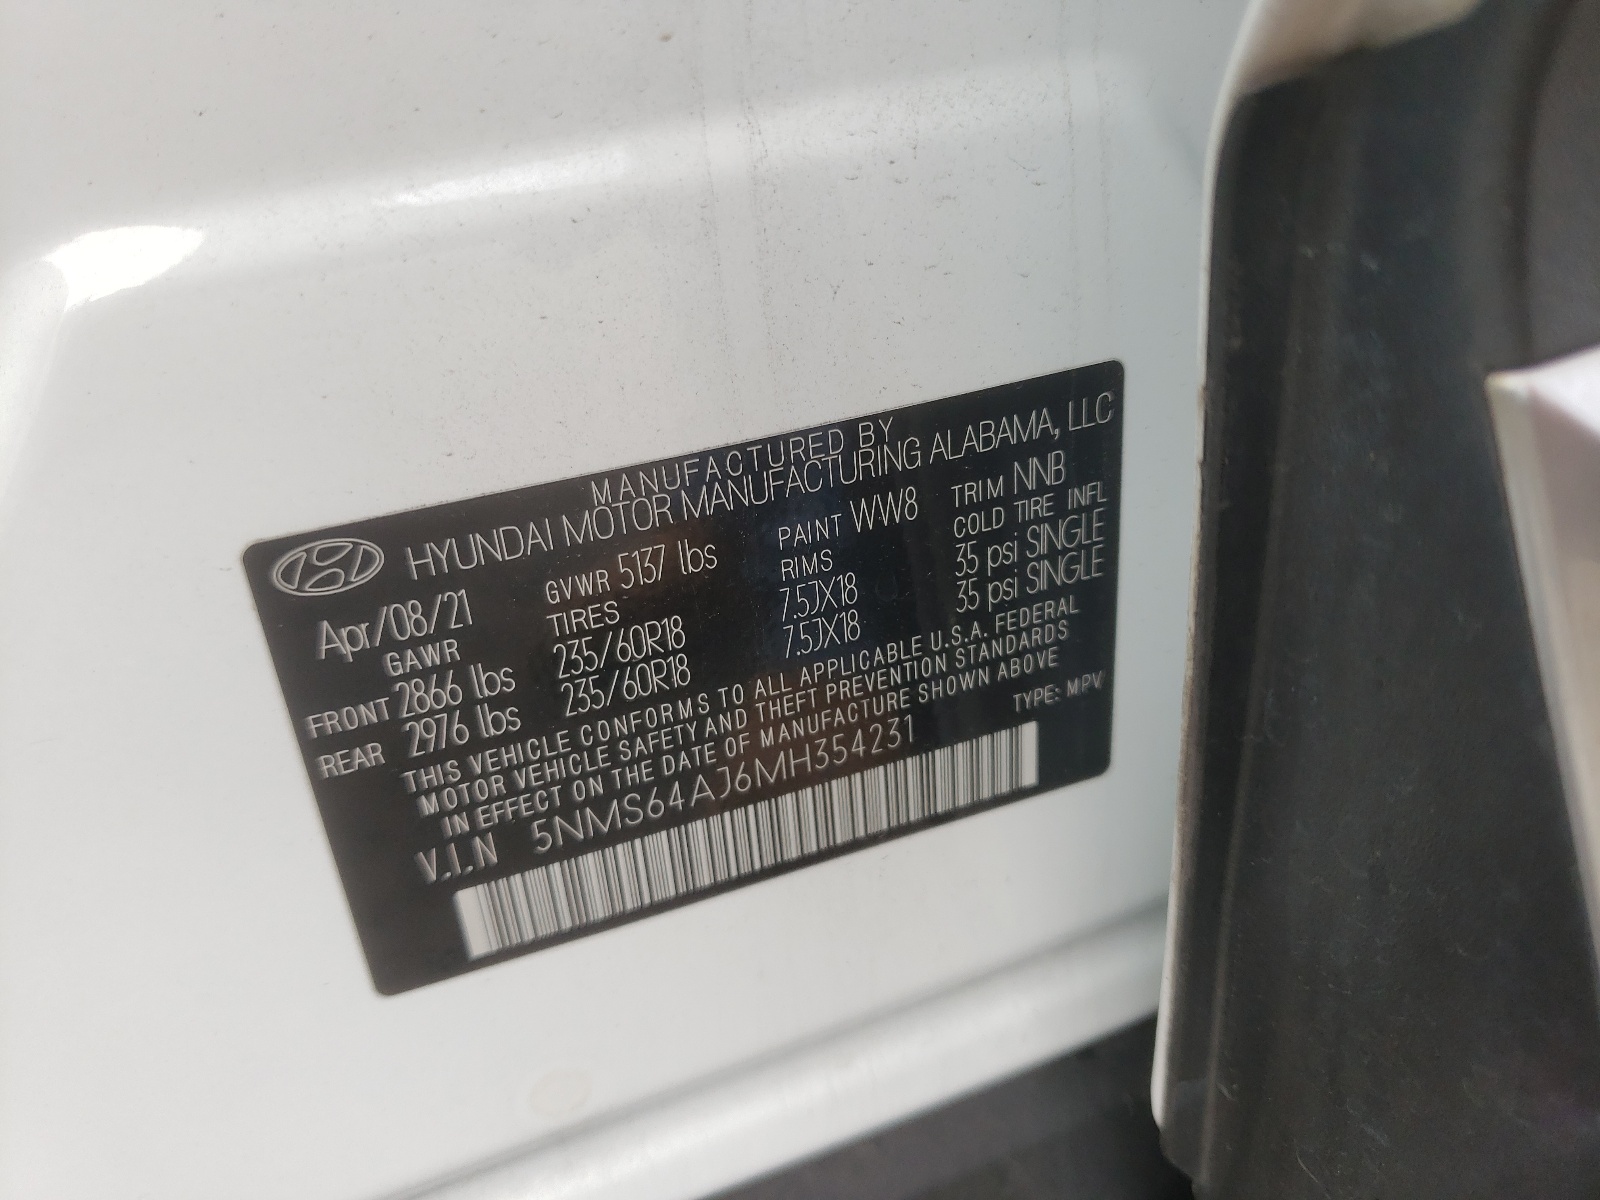 MANUFACTURED BY
HYUNDAI MOTOR MANUFACTURING ALABAMA, LLC
Apr/08/21 GVWR 5137 lbs PAINT WW8 TRIM NNB
GAWR TIRES RIMS COLD TIRE INFL
FRONT 2866 lbs 235/60R18 7.5JX18 35 psi SINGLE
REAR 2976 lbs 235/60R18 7.5JX18 35 psi SINGLE
THIS VEHICLE CONFORMS TO ALL APPLICABLE U.S.A. FEDERAL
MOTOR VEHICLE SAFETY AND THEFT PREVENTION STANDARDS
IN EFFECT ON THE DATE OF MANUFACTURE SHOWN ABOVE
V.I.N 5NMS64AJ6MH354231 TYPE: MPV